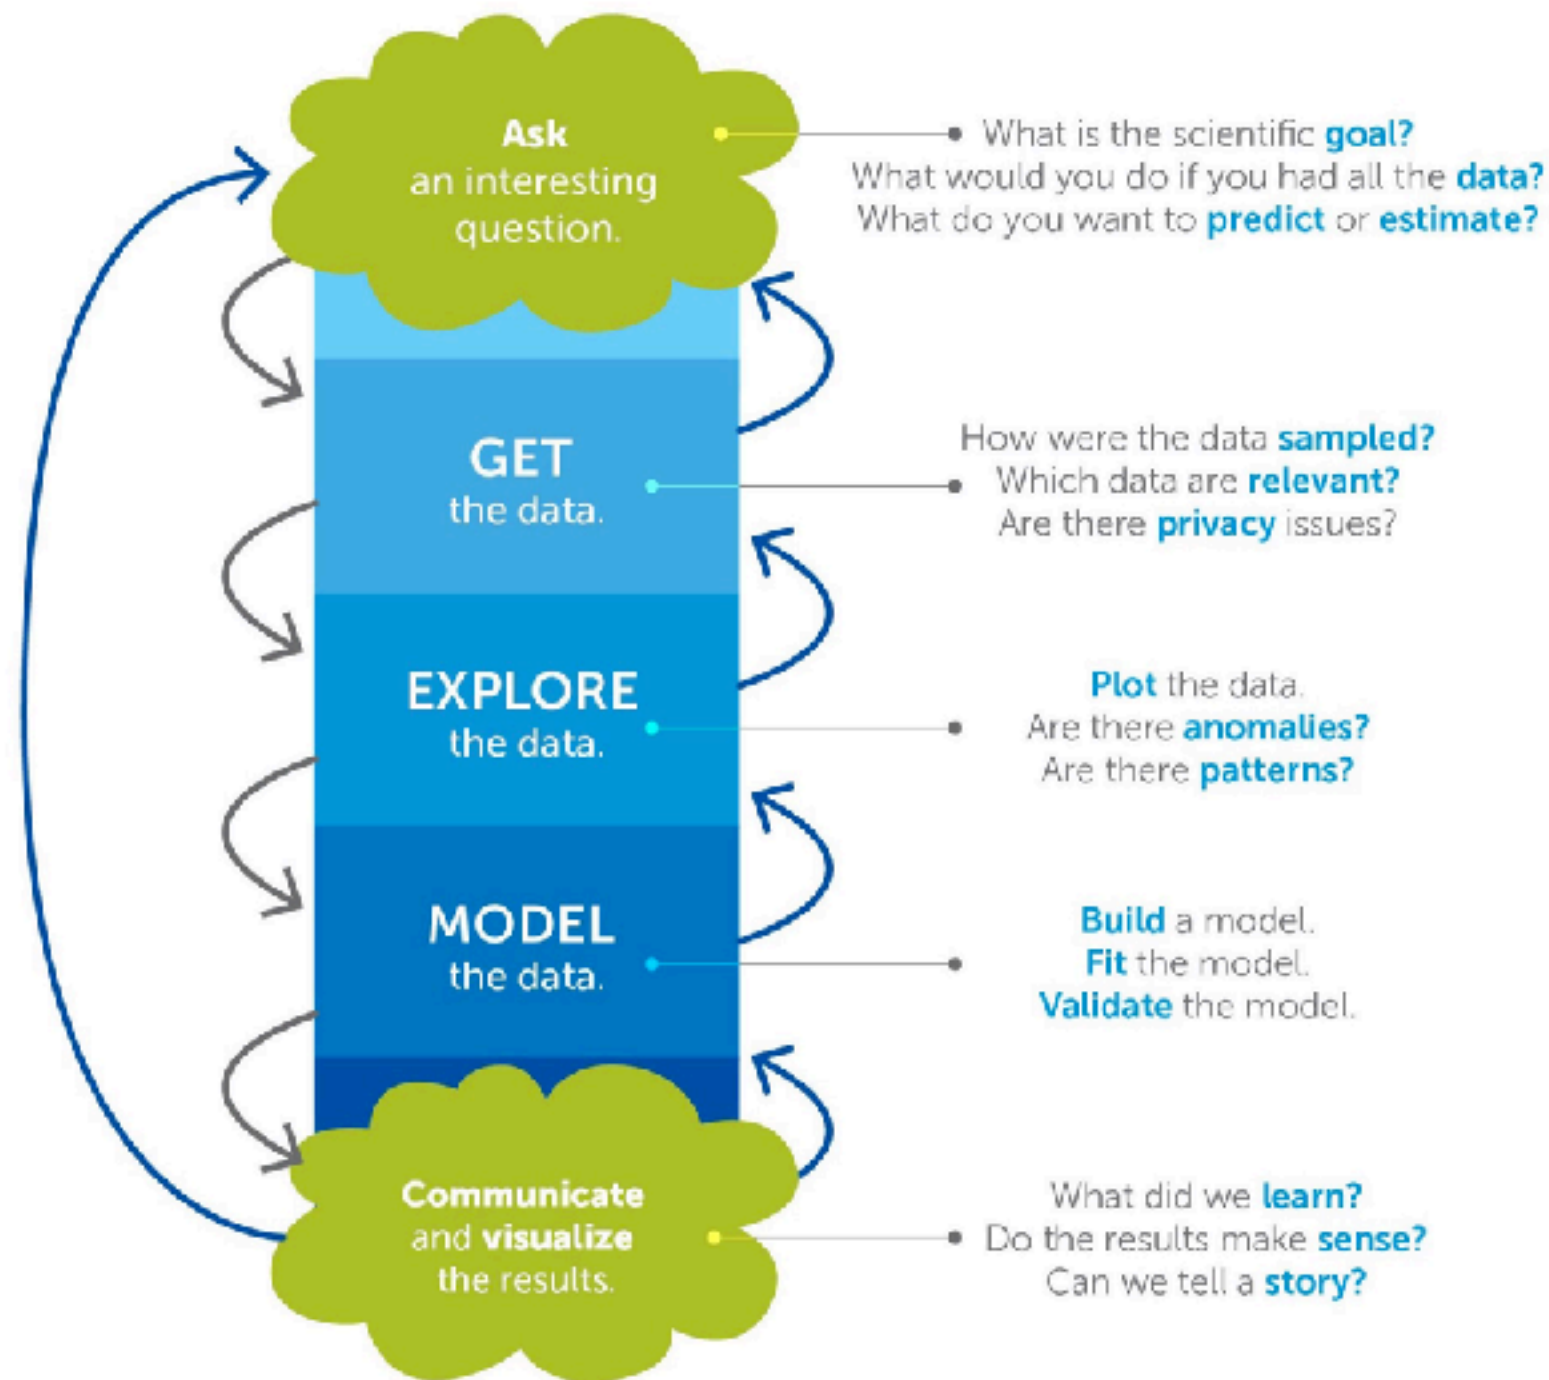 Ask
an interesting
question.
What is the scientific goal?
What would you do if you had all the data?
What do you want to predict or estimate?
GET
the data.
How were the data sampled?
Which data are relevant?
Are there privacy issues?
EXPLORE
the data.
Plot the data.
Are there anomalies?
Are there patterns?
MODEL
the data.
Build a model.
Fit the model.
Validate the model.
Communicate
and visualize
the results.
What did we learn?
Do the results make sense?
Can we tell a story?